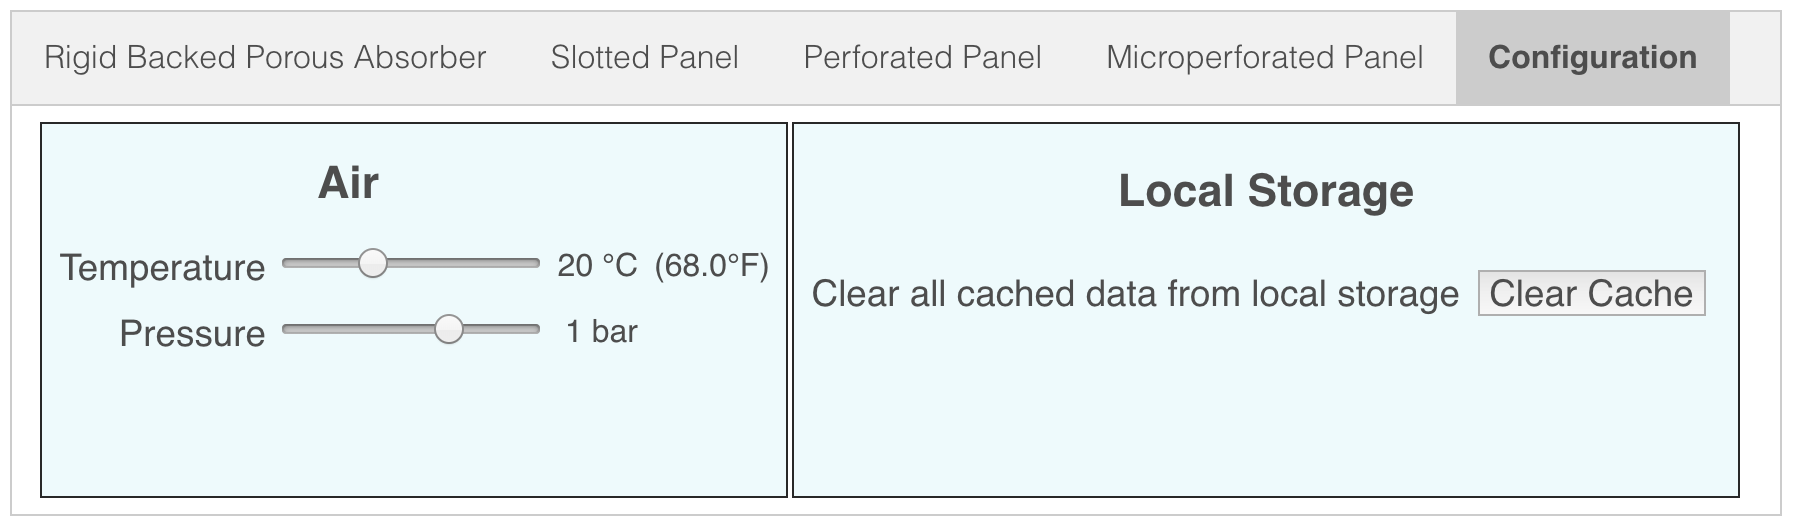 Rigid Backed Porous Absorber Slotted Panel Perforated Panel Microperforated Panel Configuration
Air
Temperature 20 °C (68.0°F)
Pressure 1 bar
Local Storage
Clear all cached data from local storage Clear Cache